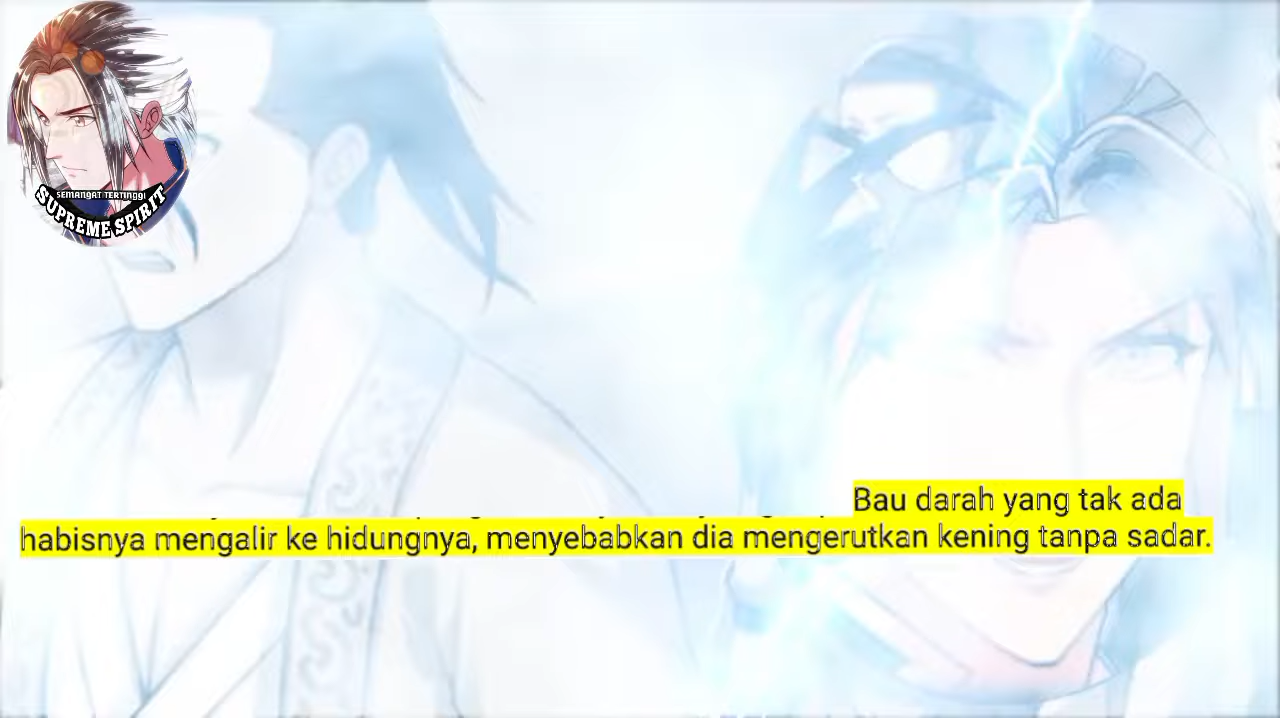 SEMANGAT TERTINGGI
SUPREME SPIRIT
Bau darah yang tak ada
habisnya mengalir ke hidungnya, menyebabkan dia mengerutkan kening tanpa sadar.